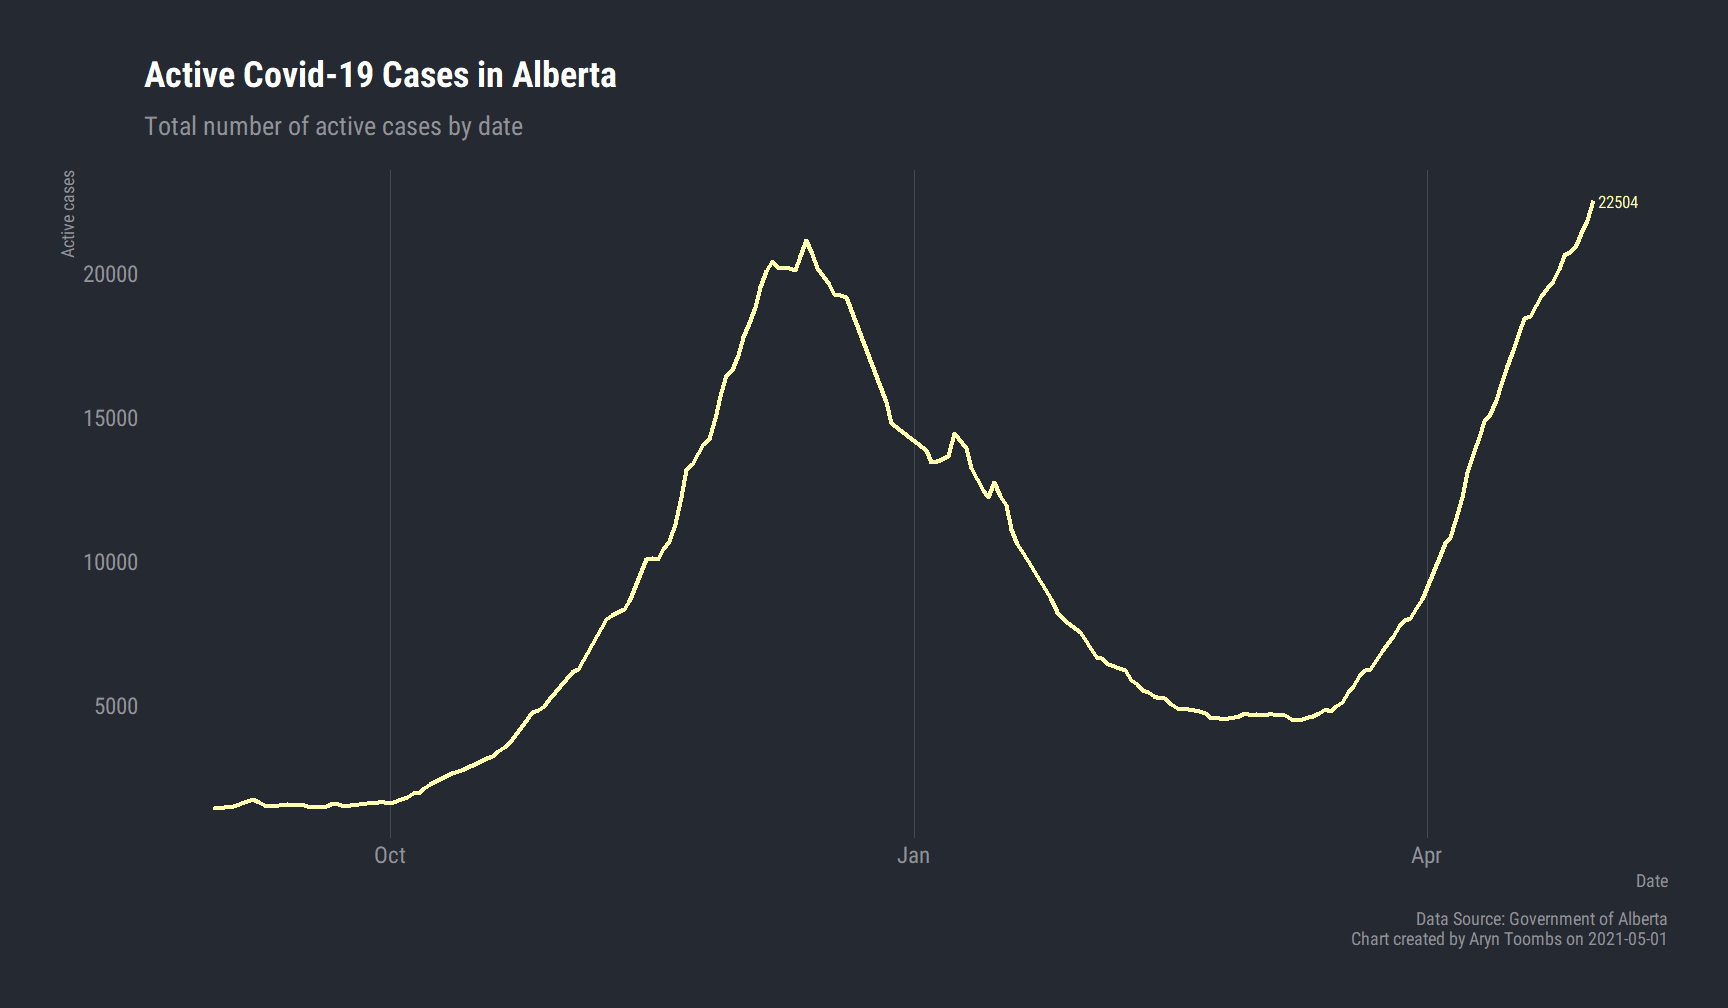 Active Covid-19 Cases in Alberta
Total number of active cases by date
Active cases
20000
15000
10000
5000
22504
Oct
Jan
Apr
Date
Data Source: Government of Alberta
Chart created by Aryn Toombs on 2021-05-01